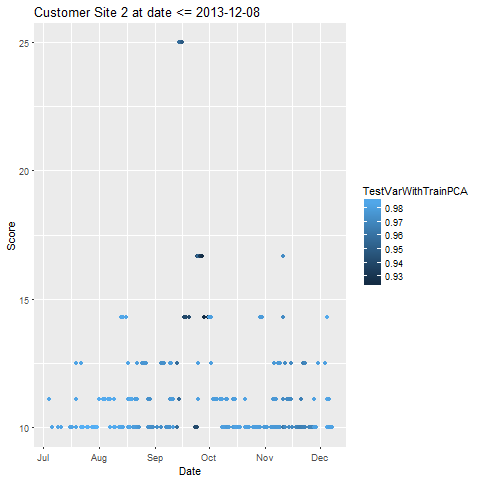 Customer Site 2 at date <= 2013-12-08
25
20
15
10
Score
Jul Aug Sep Oct Nov Dec
Date
TestVarWithTrainPCA
0.98
0.97
0.96
0.95
0.94
0.93